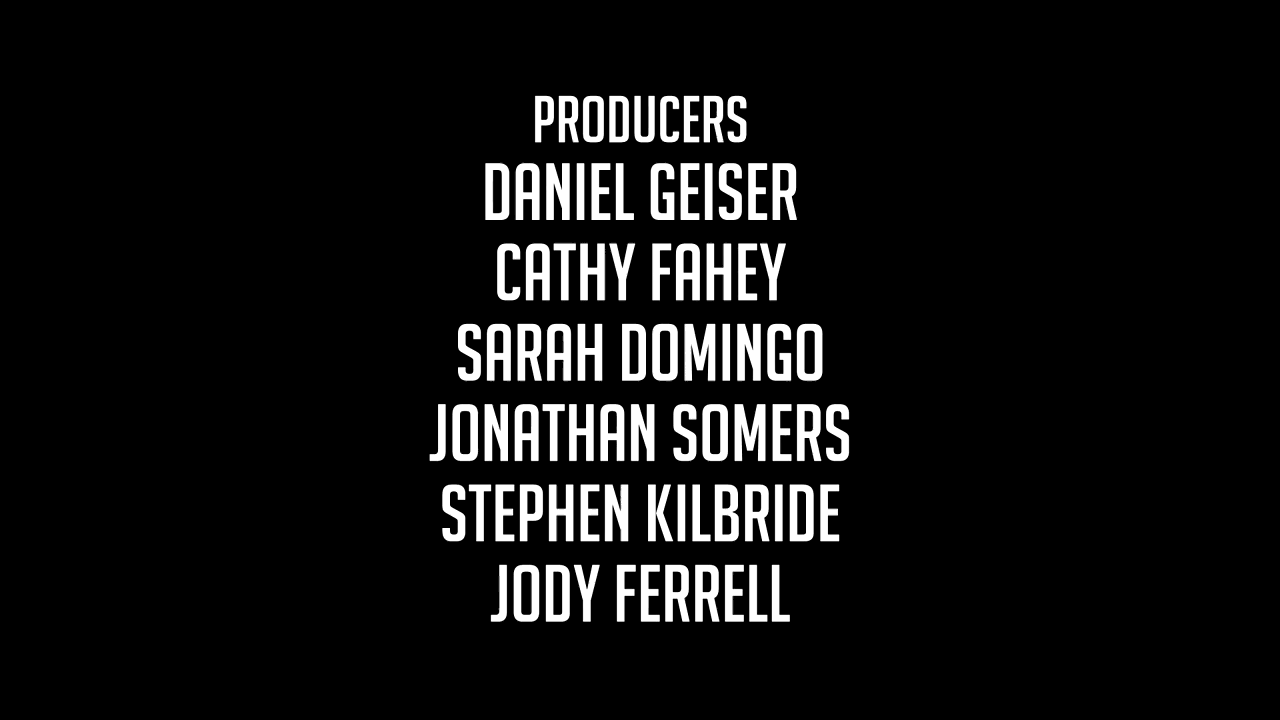 PRODUCERS
DANIEL GEISER
CATHY FAHEY
SARAH DOMINGO
JONATHAN SOMERS
STEPHEN KILBRIDE
JODY FERRELL